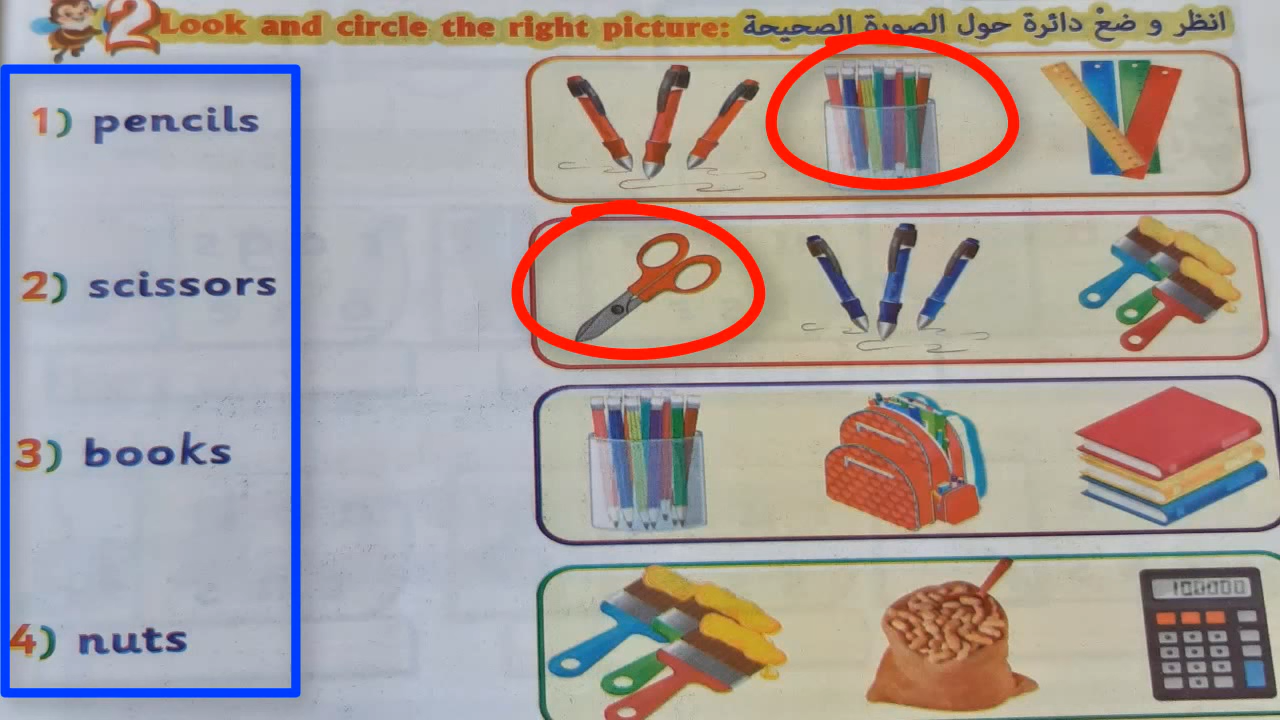 2 Look and circle the right picture: انظر و ضعْ دائرة حول الصورة الصحيحة
1) pencils
2) scissors
3) books
4) nuts
100000